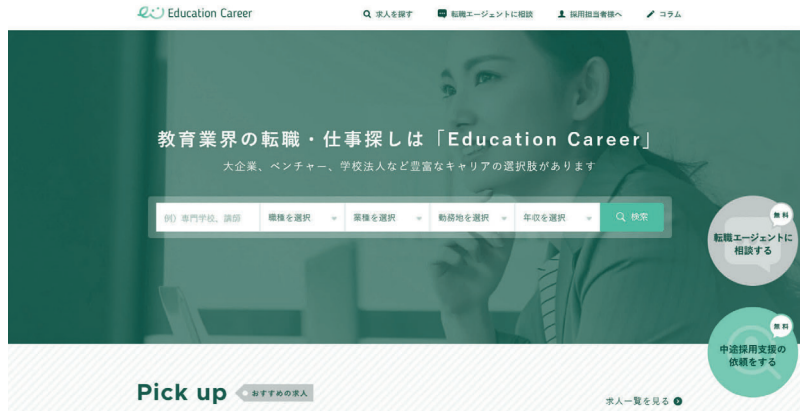 Education Career
求人を探す
転職エージェントに相談
採用担当者様へ
コラム
教育業界の転職・仕事探しは「Education Career」
大企業、ベンチャー、学校法人など豊富なキャリアの選択肢があります
例）専門学校、講師
職種を選択
業種を選択
勤務地を選択
年収を選択
検索
無料
転職エージェントに
相談する
無料
中途採用支援の
依頼をする
Pick up
おすすめの求人
求人一覧を見る